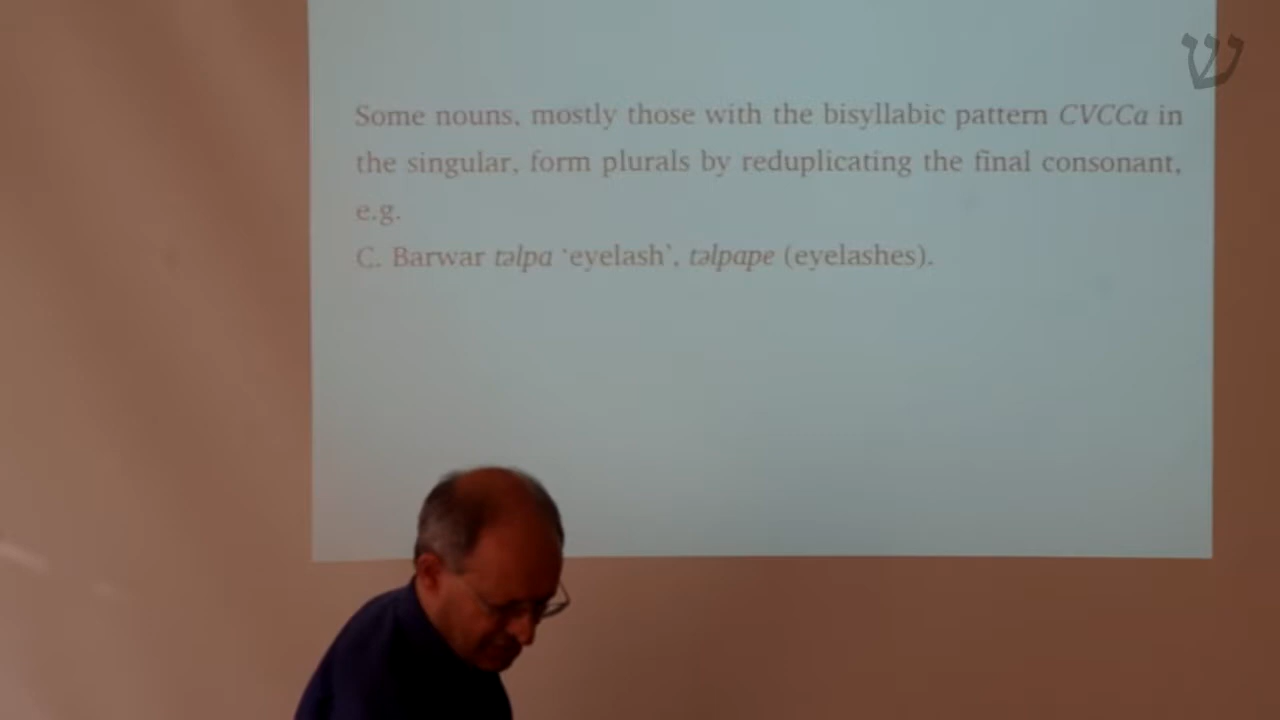 ש
Some nouns, mostly those with the bisyllabic pattern CVCCa in
the singular, form plurals by reduplicating the final consonant,
e.g.
C. Barwar təlpa ‘eyelash’, təlpape (eyelashes).